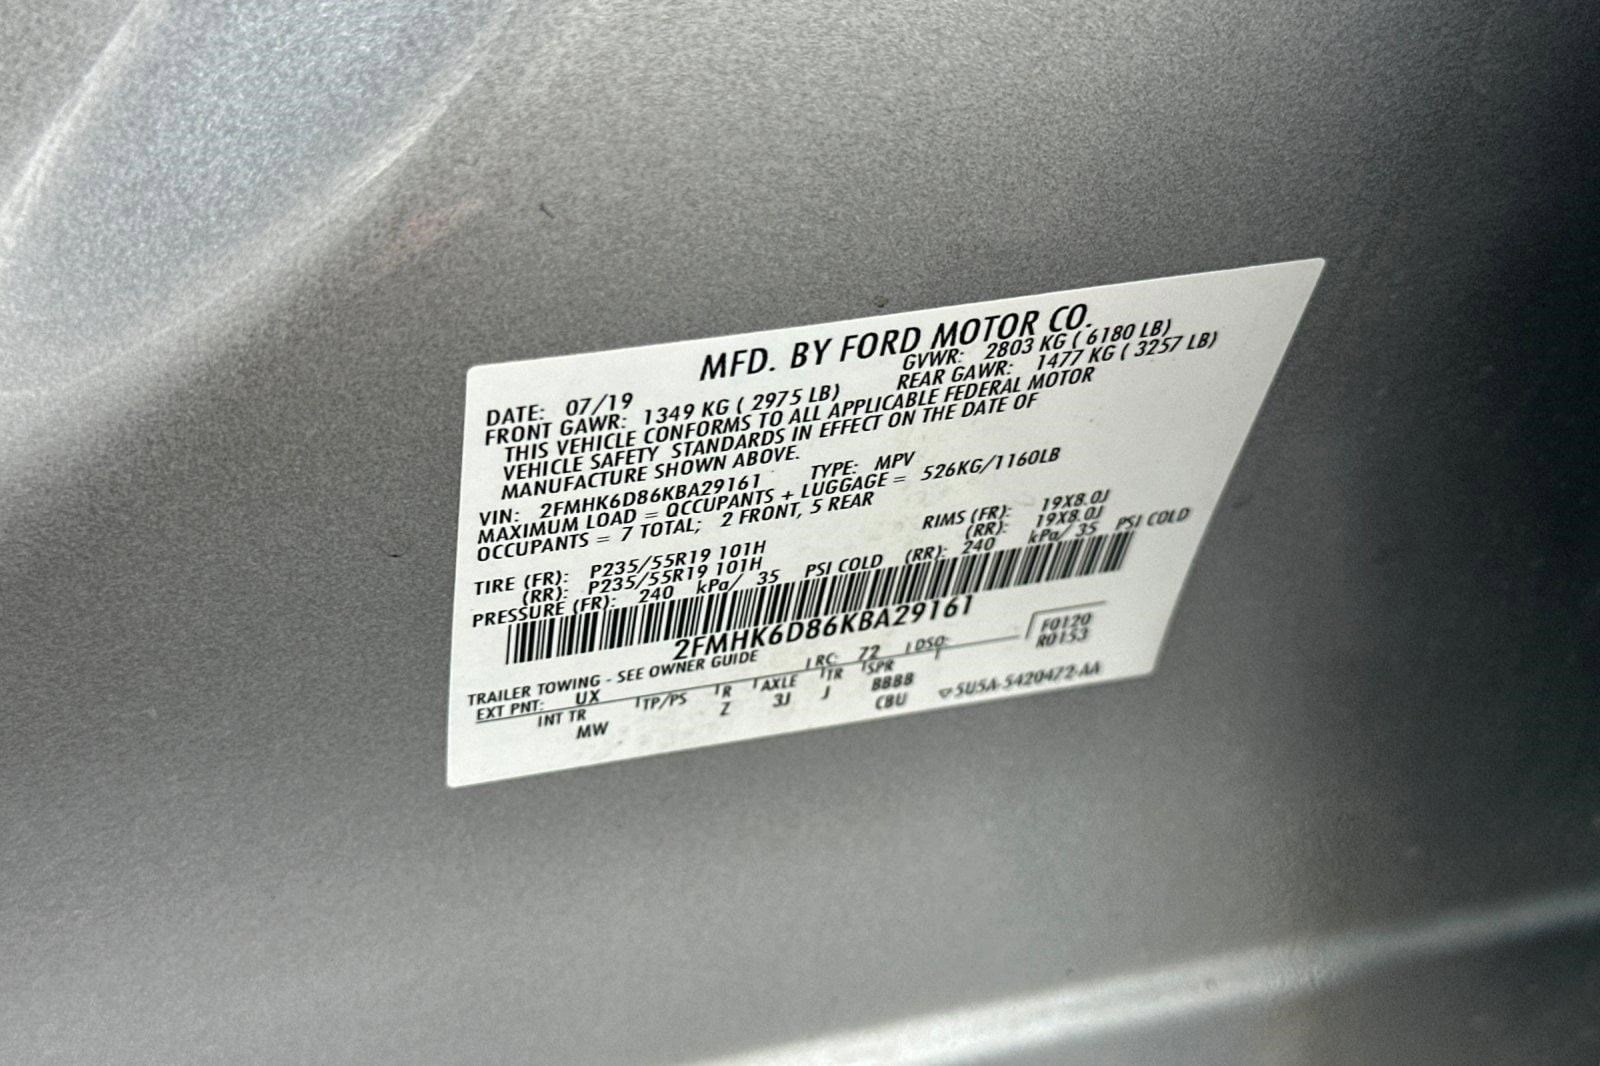 MFD. BY FORD MOTOR CO.
DATE: 07/19 GVWR: 2803 KG ( 6180 LB)
FRONT GAWR: 1349 KG ( 2975 LB) REAR GAWR: 1477 KG ( 3257 LB)
THIS VEHICLE CONFORMS TO ALL APPLICABLE FEDERAL MOTOR
VEHICLE SAFETY STANDARDS IN EFFECT ON THE DATE OF
MANUFACTURE SHOWN ABOVE.
VIN: 2FMHK6D86KBA29161 TYPE: MPV
MAXIMUM LOAD = OCCUPANTS + LUGGAGE = 526KG/1160LB
OCCUPANTS = 7 TOTAL; 2 FRONT, 5 REAR
TIRE (FR): P235/55R19 101H RIMS (FR): 19X8.0J
(RR): P235/55R19 101H (RR): 19X8.0J
PRESSURE (FR): 240 kPa/ 35 PSI COLD (RR): 240 kPa/ 35 PSI COLD
2FMHK6D86KBA29161
TRAILER TOWING - SEE OWNER GUIDE
EXT PNT: UX RC: 72 DSO: F0120
R0153
INT TR TP/PS R AXLE TR SPR
MW Z 3J J BBBB
CBU 5U5A-5420472-AA